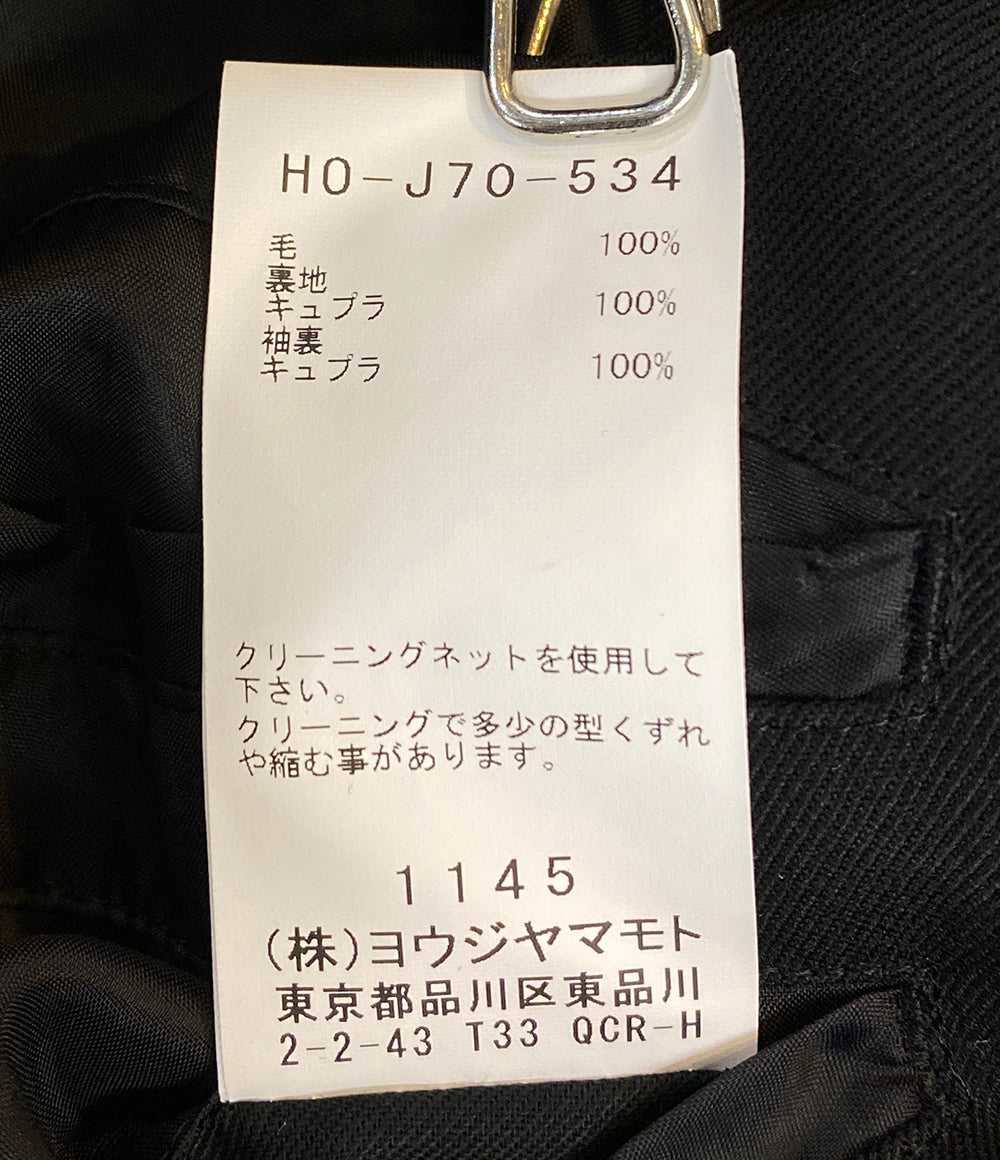 HO-J70-534
毛 100%
裏地
キュプラ 100%
袖裏
キュプラ 100%
クリーニングネットを使用して
下さい。
クリーニングで多少の型くずれ
や縮む事があります。
1145
(株)ヨウジヤマモト
東京都品川区東品川
2-2-43 T33 QCR-H